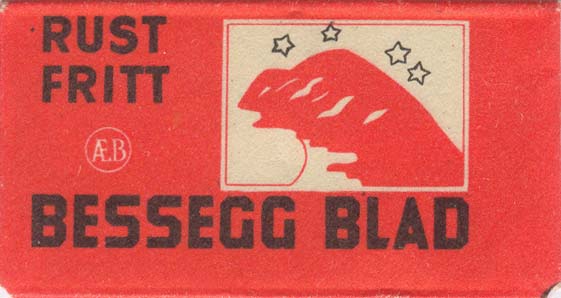 RUST
FRITT
ÆB
BESSEGG BLAD